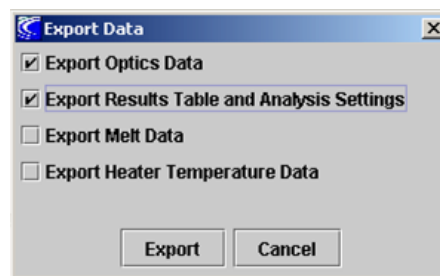 Export Data
Export Optics Data
Export Results Table and Analysis Settings
Export Melt Data
Export Heater Temperature Data
Export Cancel